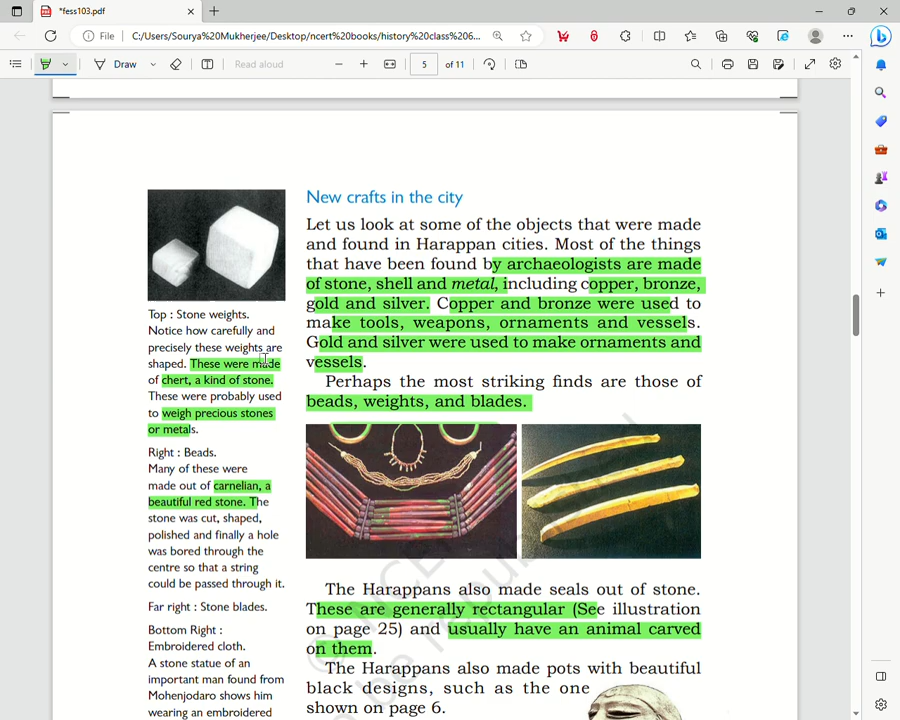 *fess103.pdf
File
C:/Users/Sourya%20Mukherjee/Desktop/ncert%20books/history%20class%206...
Draw
Read aloud
5
of 11
New crafts in the city
Let us look at some of the objects that were made
and found in Harappan cities. Most of the things
that have been found by archaeologists are made
of stone, shell and metal, including copper, bronze,
gold and silver. Copper and bronze were used to
make tools, weapons, ornaments and vessels.
Gold and silver were used to make ornaments and
vessels.
Perhaps the most striking finds are those of
beads, weights, and blades.
Top : Stone weights.
Notice how carefully and
precisely these weights are
shaped. These were made
of chert, a kind of stone.
These were probably used
to weigh precious stones
or metals.
Right : Beads.
Many of these were
made out of carnelian, a
beautiful red stone. The
stone was cut, shaped,
polished and finally a hole
was bored through the
centre so that a string
could be passed through it.
Far right : Stone blades.
Bottom Right :
Embroidered cloth.
A stone statue of an
important man found from
Mohenjodaro shows him
wearing an embroidered
The Harappans also made seals out of stone.
These are generally rectangular (See illustration
on page 25) and usually have an animal carved
on them.
The Harappans also made pots with beautiful
black designs, such as the one
shown on page 6.